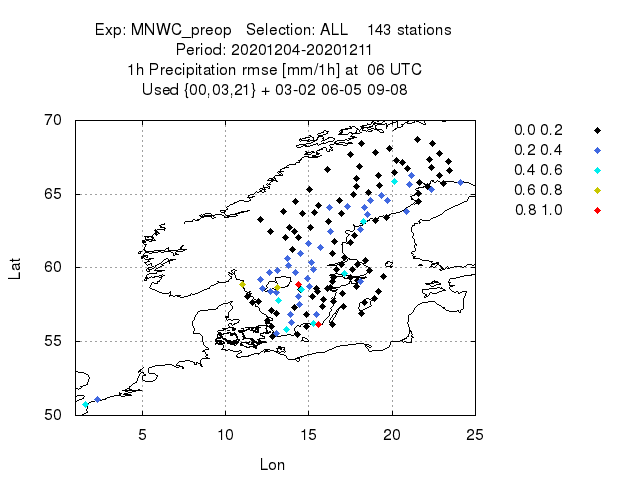 Exp: MNWC_preop   Selection: ALL    143 stations
Period: 20201204-20201211
1h Precipitation rmse [mm/1h] at  06 UTC
Used {00,03,21} + 03-02 06-05 09-08
70
65
60
55
50
Lat
5 10 15 20 25
Lon
0.0 0.2
0.2 0.4
0.4 0.6
0.6 0.8
0.8 1.0